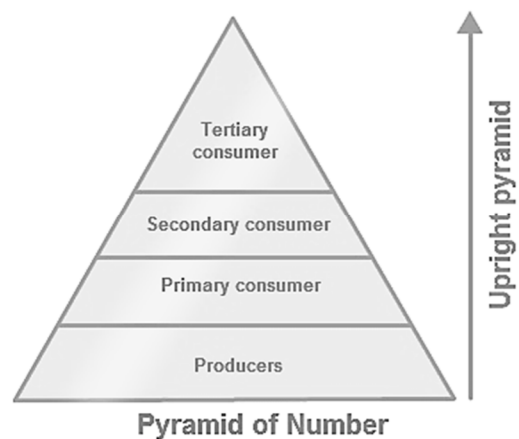 Tertiary
consumer
Secondary consumer
Primary consumer
Producers
Upright pyramid
Pyramid of Number